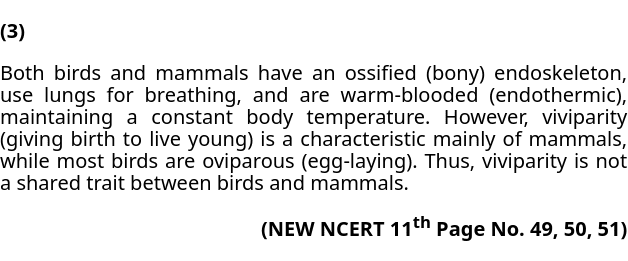 (3)
Both birds and mammals have an ossified (bony) endoskeleton,
use lungs for breathing, and are warm-blooded (endothermic),
maintaining a constant body temperature. However, viviparity
(giving birth to live young) is a characteristic mainly of mammals,
while most birds are oviparous (egg-laying). Thus, viviparity is not
a shared trait between birds and mammals.
(NEW NCERT 11th Page No. 49, 50, 51)